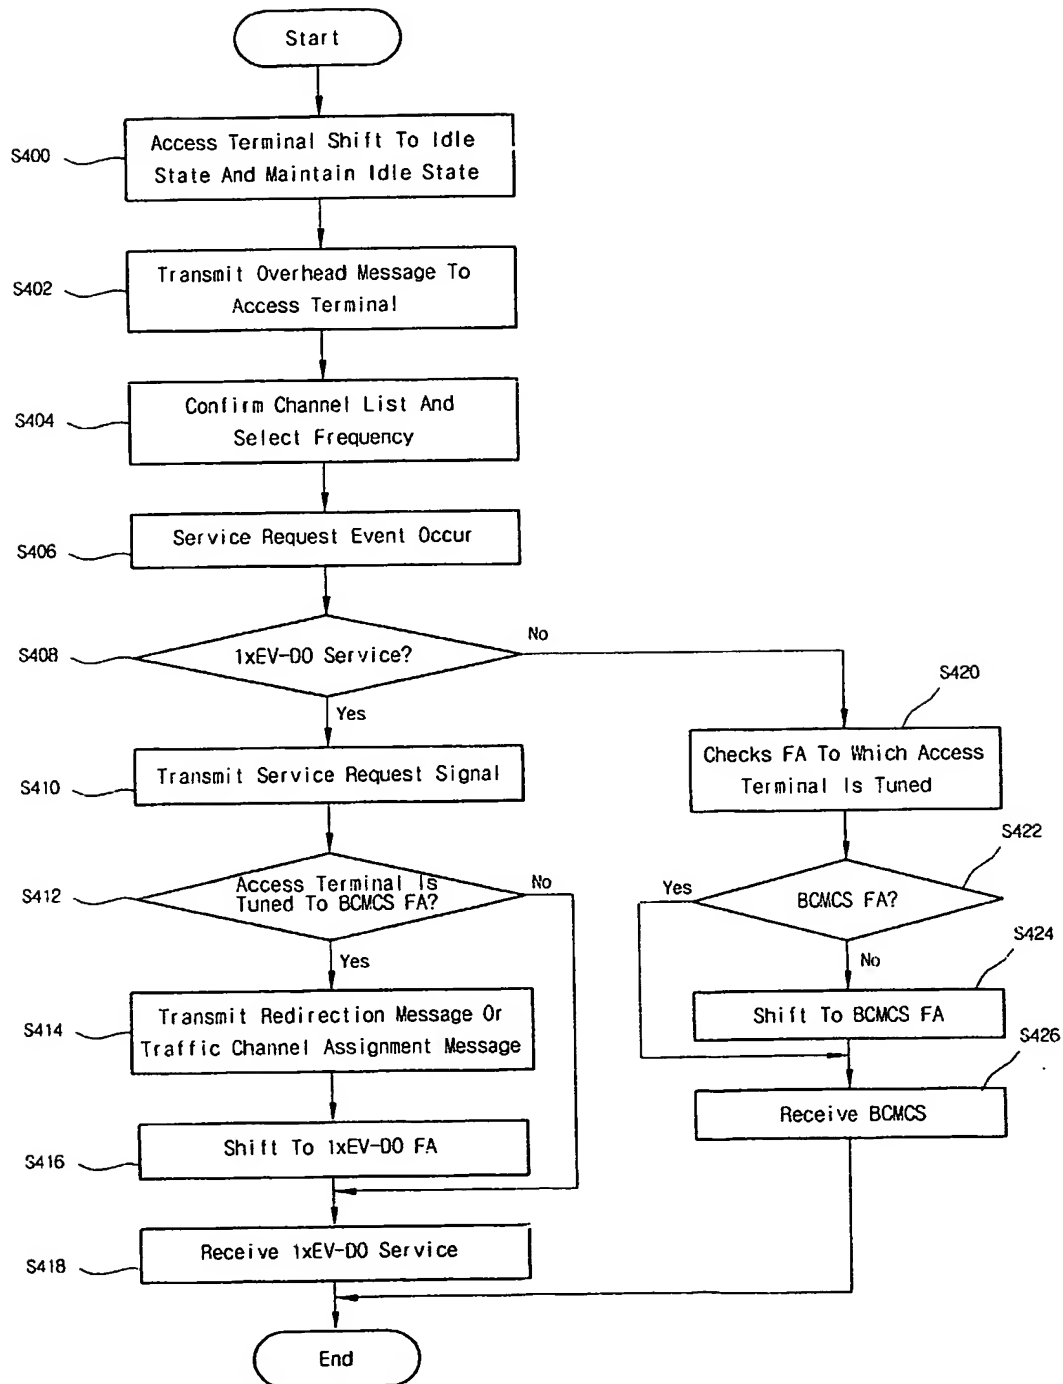 Start
S400
Access Terminal Shift To Idle
State And Maintain Idle State
S402
Transmit Overhead Message To
Access Terminal
S404
Confirm Channel List And
Select Frequency
S406
Service Request Event Occur
S408
1xEV-DO Service?
No
Yes
S410
Transmit Service Request Signal
S412
Access Terminal Is
Tuned To BCMCS FA?
No
Yes
S414
Transmit Redirection Message Or
Traffic Channel Assignment Message
S416
Shift To 1xEV-DO FA
S418
Receive 1xEV-DO Service
S420
Checks FA To Which Access
Terminal Is Tuned
S422
BCMCS FA?
Yes
No
S424
Shift To BCMCS FA
S426
Receive BCMCS
End